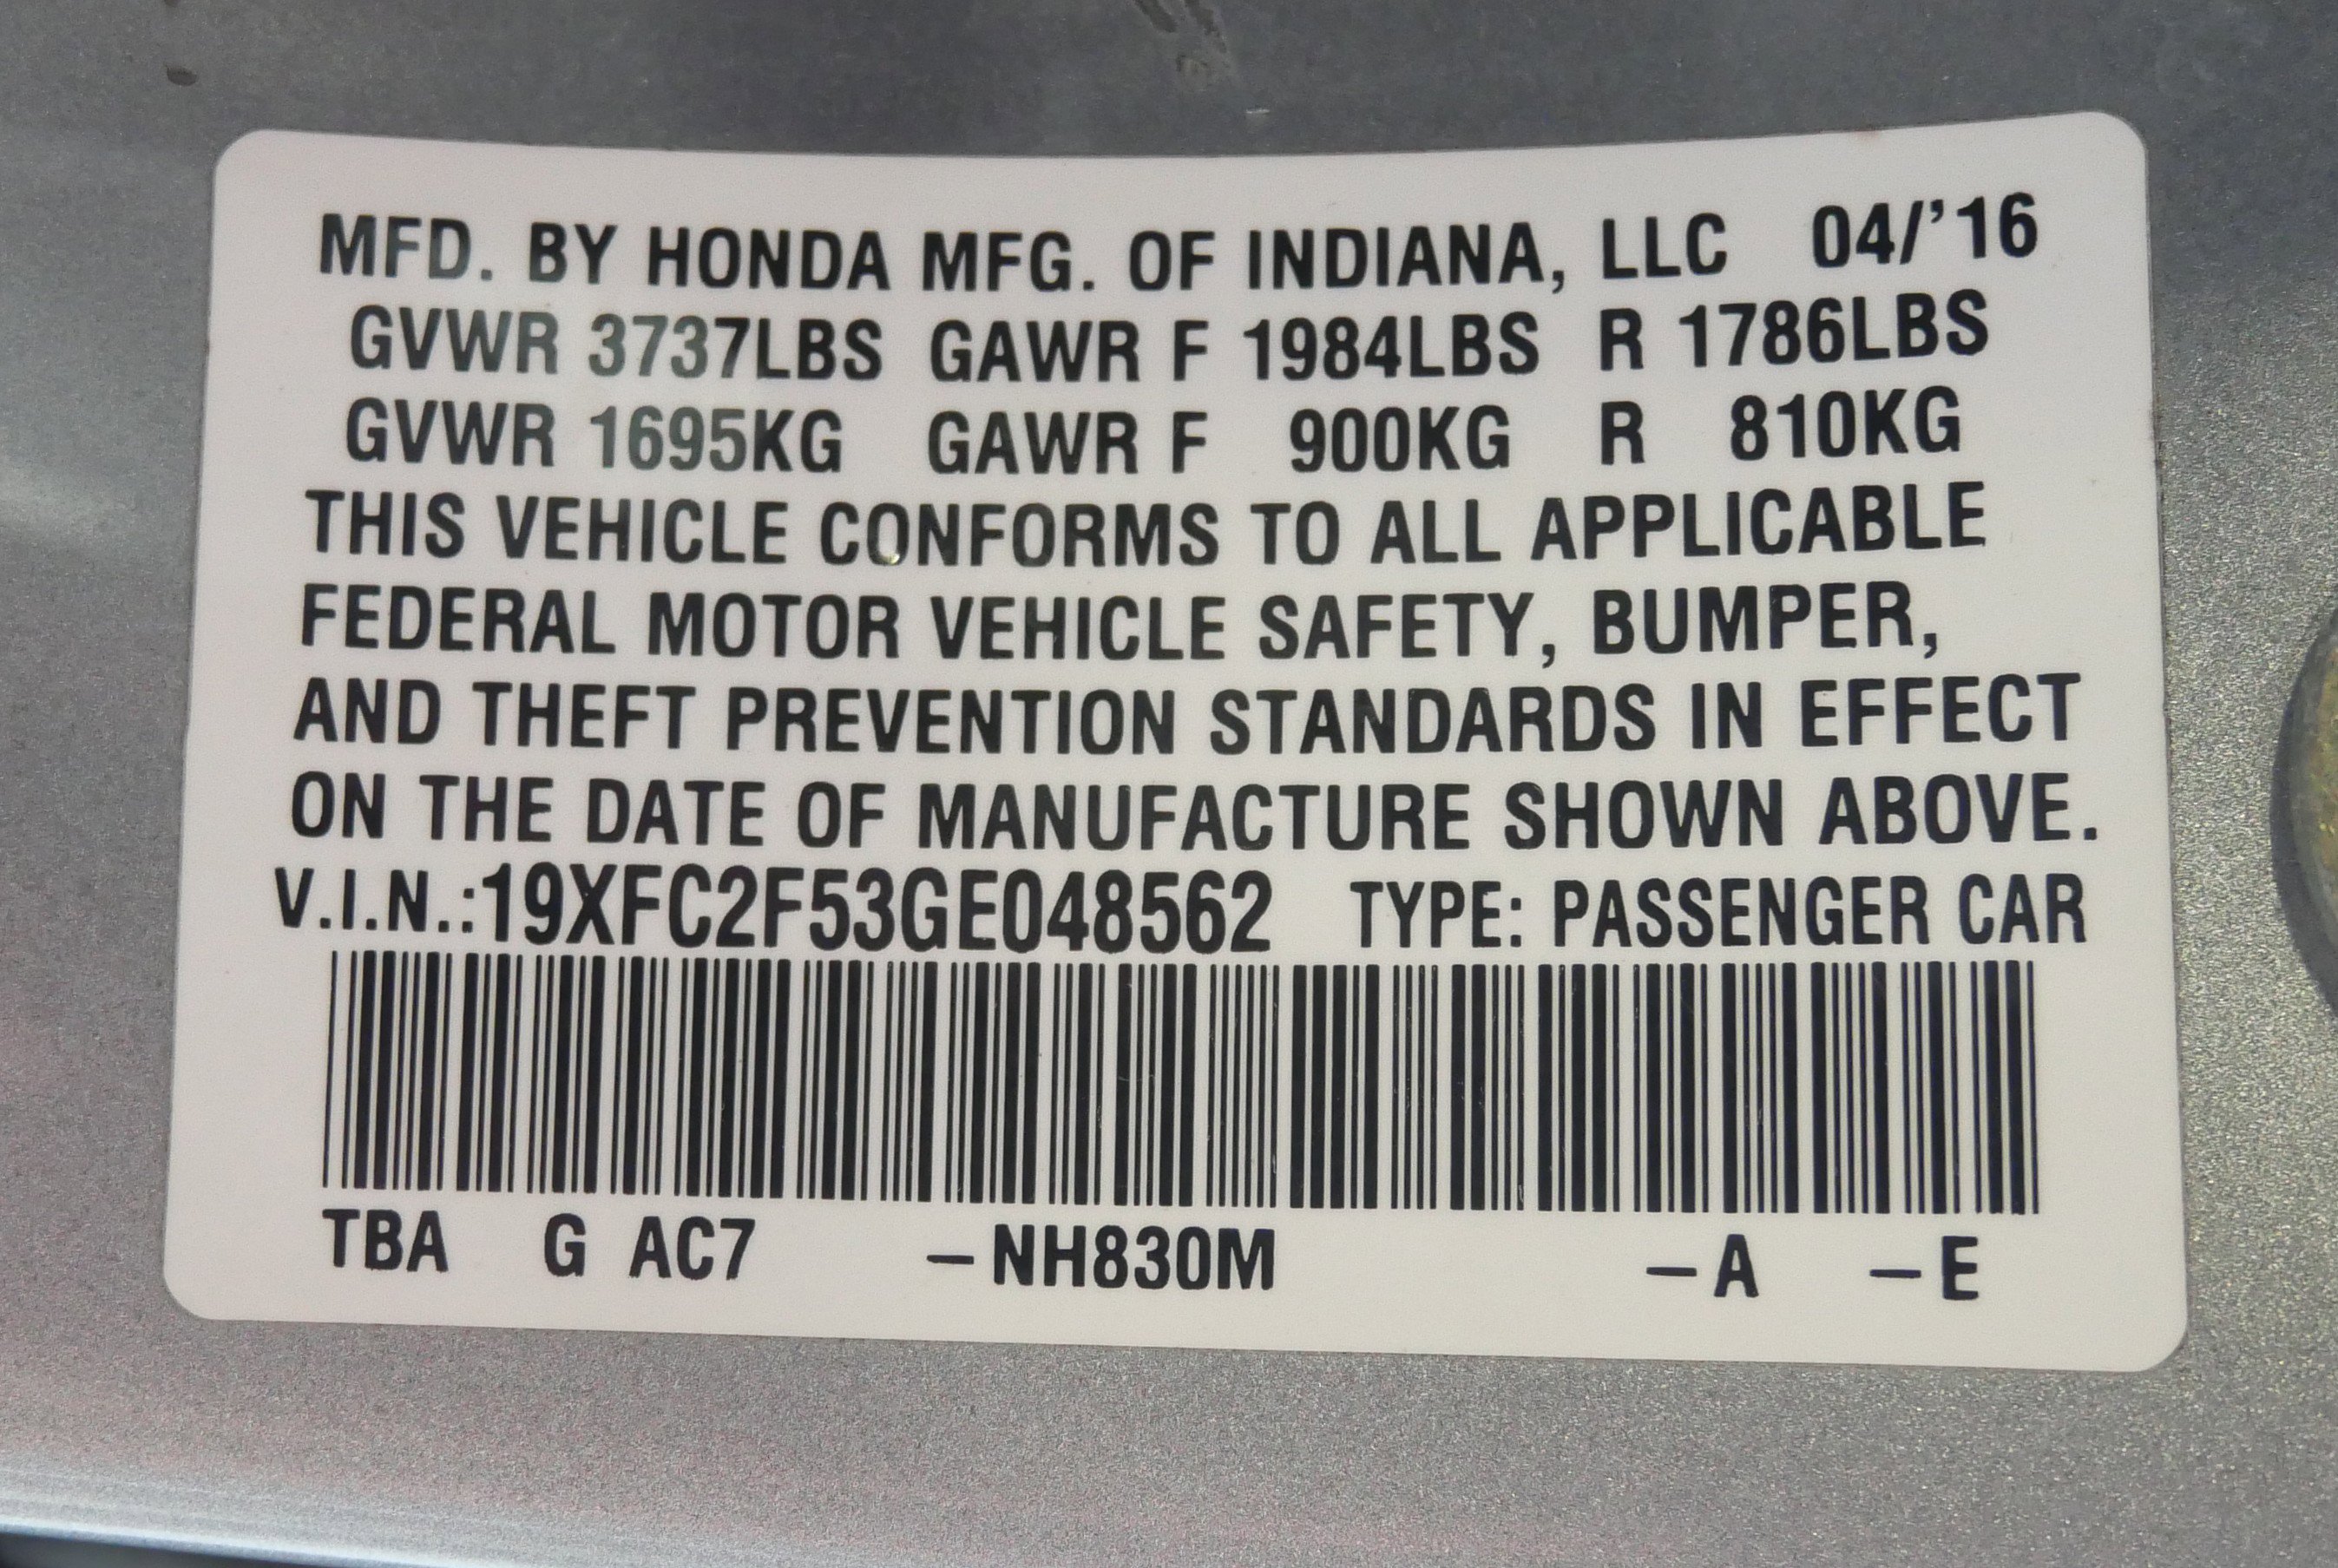 MFD. BY HONDA MFG. OF INDIANA, LLC 04/'16
GVWR 3737LBS GAWR F 1984LBS R 1786LBS
GVWR 1695KG GAWR F 900KG R 810KG
THIS VEHICLE CONFORMS TO ALL APPLICABLE
FEDERAL MOTOR VEHICLE SAFETY, BUMPER,
AND THEFT PREVENTION STANDARDS IN EFFECT
ON THE DATE OF MANUFACTURE SHOWN ABOVE.
V.I.N.:19XFC2F53GE048562 TYPE: PASSENGER CAR
TBA G AC7 –NH830M –A –E